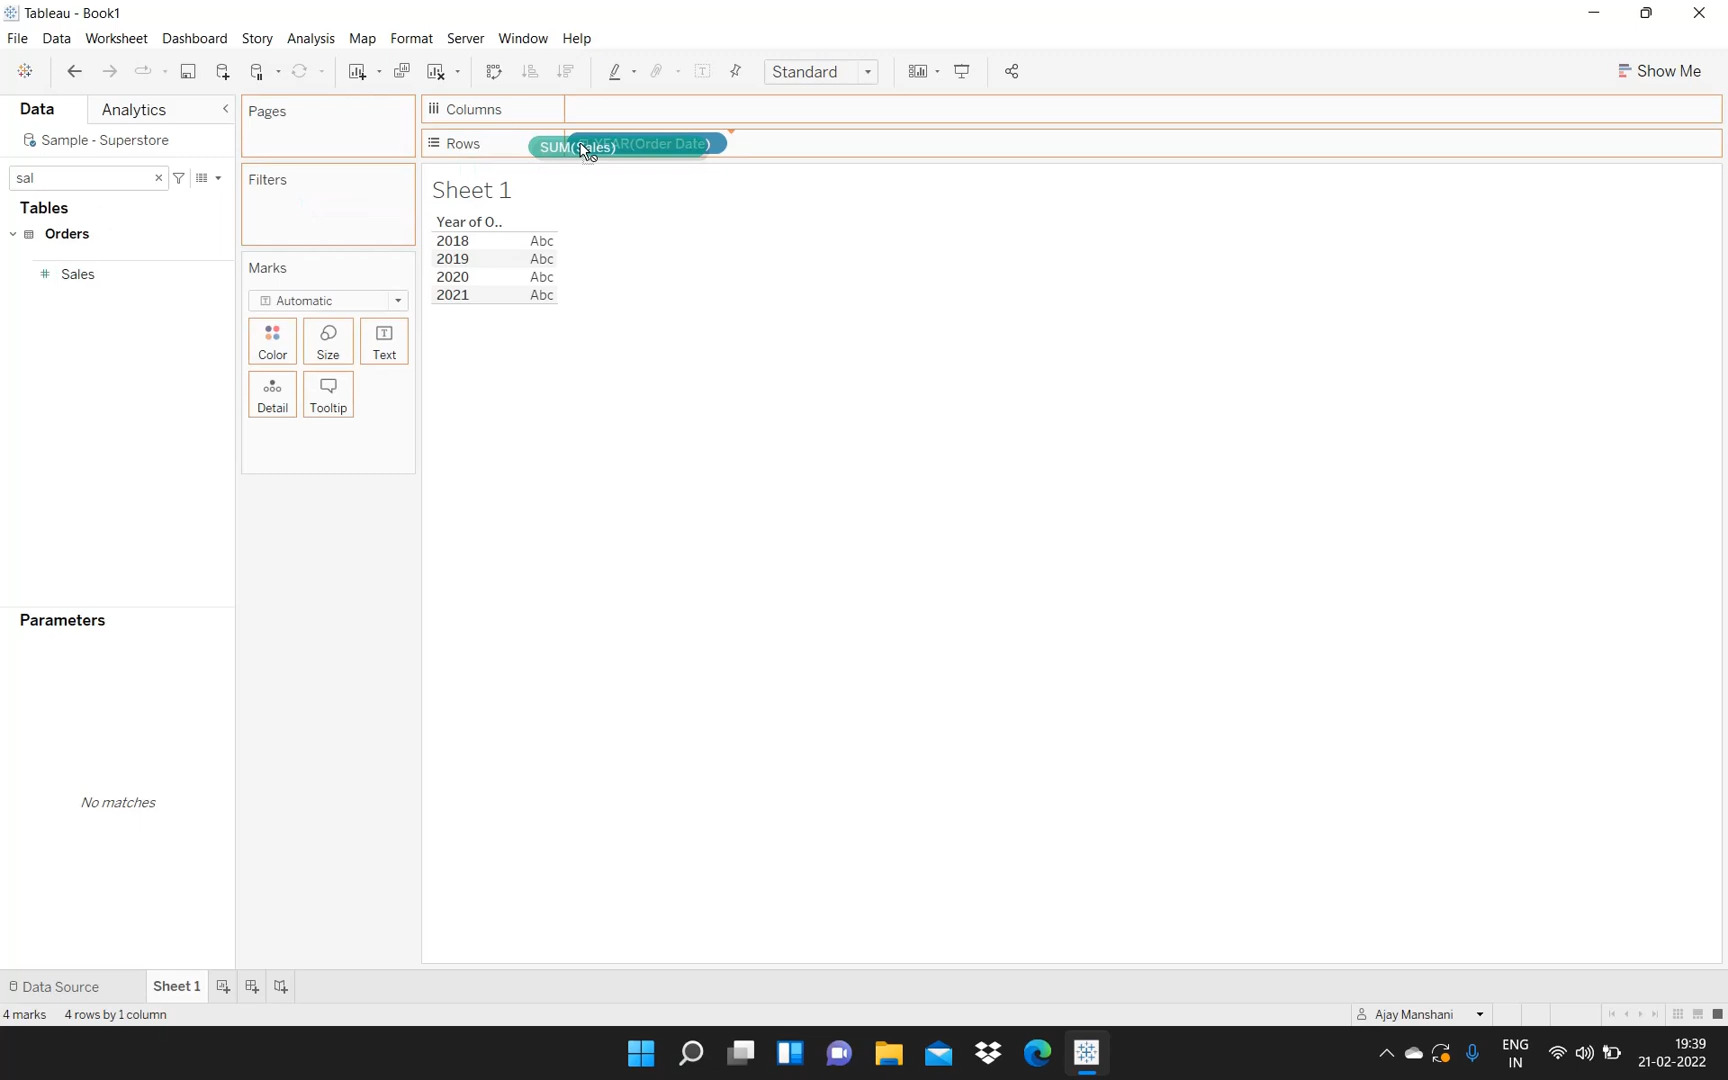 Tableau - Book1
File Data Worksheet Dashboard Story Analysis Map Format Server Window Help
Standard
Show Me
Data Analytics
Sample - Superstore
sal
Tables
Orders
Sales
Parameters
No matches
Pages
Filters
Marks
Automatic
Color Size Text
Detail Tooltip
Columns
Rows SUM(Sales) (Order Date)
Sheet 1
Year of O..
2018 Abc
2019 Abc
2020 Abc
2021 Abc
Data Source Sheet 1
4 marks 4 rows by 1 column
Ajay Manshani
ENG
IN
19:39
21-02-2022